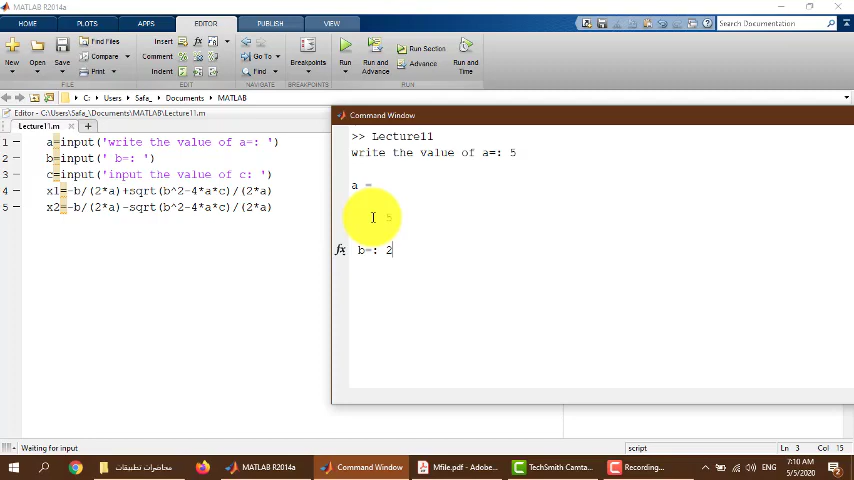 MATLAB R2014a
HOME PLOTS APPS EDITOR PUBLISH VIEW
Search Documentation
New Open Save Find Files Compare Print
Insert Comment Indent
Go To Find
Breakpoints Run Run and Advance Run Section Advance Run and Time
FILE EDIT NAVIGATE BREAKPOINTS RUN
C: Users Safa_ Documents MATLAB
Editor - C:\Users\Safa_\Documents\MATLAB\Lecture11.m
Lecture11.m
1 a=input('write the value of a=: ')
2 b=input(' b=: ')
3 c=input('input the value of c: ')
4 x1=-b/(2*a)+sqrt(b^2-4*a*c)/(2*a)
5 x2=-b/(2*a)-sqrt(b^2-4*a*c)/(2*a)
Command Window
>> Lecture11
write the value of a=: 5
a =
5
fx b=: 2
Waiting for input script Ln 3 Col 15
محاضرات تطبيقات MATLAB R2014a Command Window Mfile.pdf - Adobe... TechSmith Camta... Recording... ENG 7:10 AM
5/5/2020
2